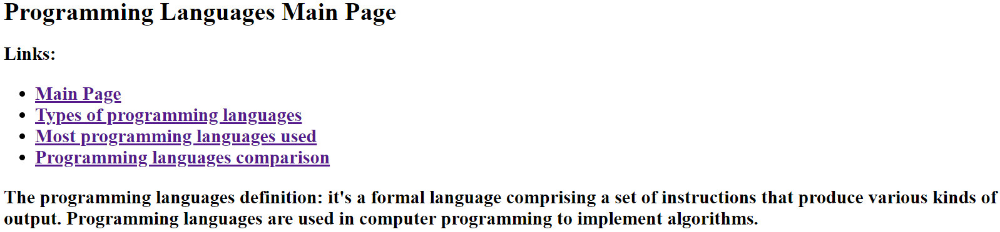 Programming Languages Main Page
Links:
Main Page
Types of programming languages
Most programming languages used
Programming languages comparison
The programming languages definition: it's a formal language comprising a set of instructions that produce various kinds of
output. Programming languages are used in computer programming to implement algorithms.